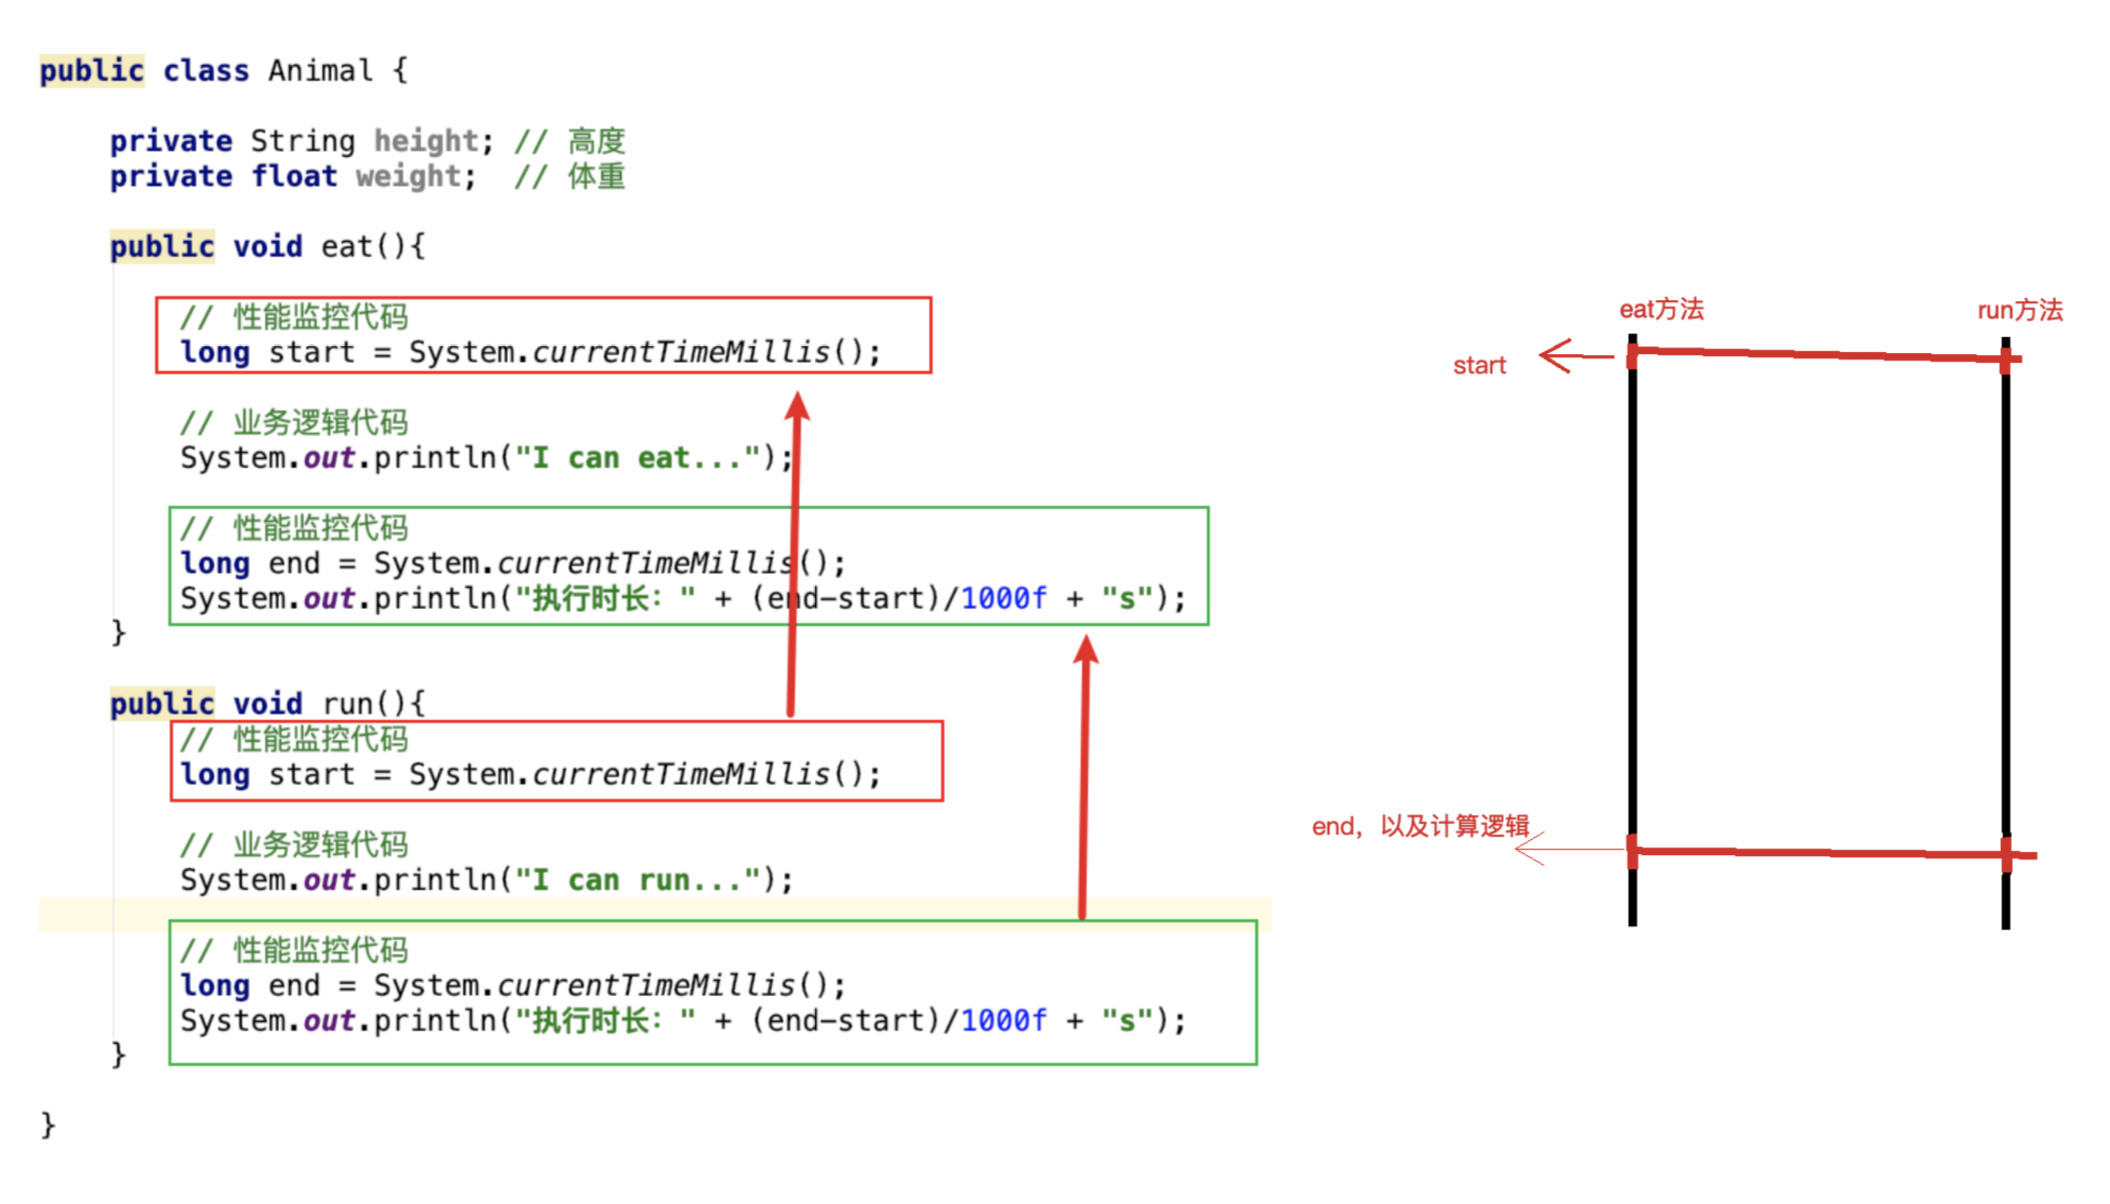 public class Animal {
private String height; // 高度
private float weight;  // 体重
public void eat(){
// 性能监控代码
long start = System.currentTimeMillis();
// 业务逻辑代码
System.out.println("I can eat...");
// 性能监控代码
long end = System.currentTimeMillis();
System.out.println("执行时长：" + (end-start)/1000f + "s");
}
public void run(){
// 性能监控代码
long start = System.currentTimeMillis();
// 业务逻辑代码
System.out.println("I can run...");
// 性能监控代码
long end = System.currentTimeMillis();
System.out.println("执行时长：" + (end-start)/1000f + "s");
}
}
eat方法
run方法
start
end，以及计算逻辑